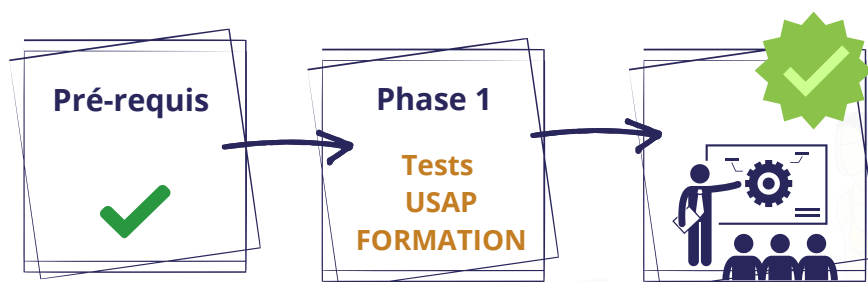 Pré-requis
Phase 1
Tests
USAP
FORMATION